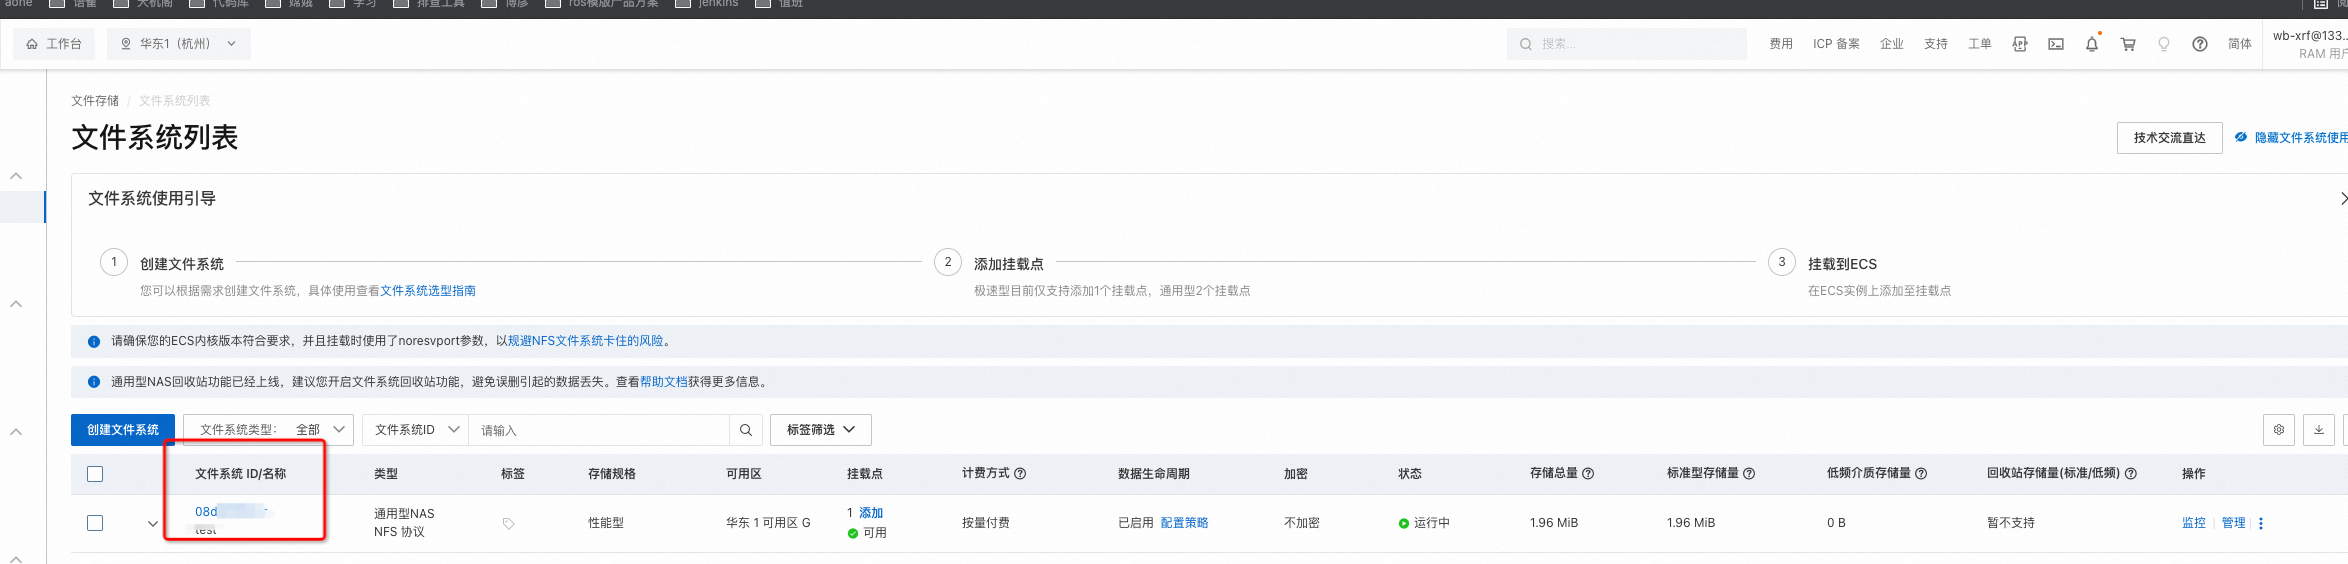 aone 语雀 天机阁 代码库 嫦娥 学习 排查工具 博彦 ros模版产品方案 jenkins 值班
工作台 华东1（杭州） 搜索... 费用 ICP 备案 企业 支持 工单 简体 wb-xrf@133...
RAM 用户
文件存储 / 文件系统列表
文件系统列表
技术交流直达 隐藏文件系统使用
文件系统使用引导
1 创建文件系统 2 添加挂载点 3 挂载到ECS
您可以根据需求创建文件系统，具体使用查看文件系统选型指南 极速型目前仅支持添加1个挂载点，通用型2个挂载点 在ECS实例上添加至挂载点
请确保您的ECS内核版本符合要求，并且挂载时使用了noresvport参数，以规避NFS文件系统卡住的风险。
通用型NAS回收站功能已经上线，建议您开启文件系统回收站功能，避免误删引起的数据丢失。查看帮助文档获得更多信息。
创建文件系统 文件系统类型： 全部 文件系统ID 请输入 标签筛选
文件系统 ID/名称 类型 标签 存储规格 可用区 挂载点 计费方式 数据生命周期 加密 状态 存储总量 标准型存储量 低频介质存储量 回收站存储量(标准/低频) 操作
08d 通用型NAS 性能型 华东 1 可用区 G 1 添加 按量付费 已启用 配置策略 不加密 运行中 1.96 MiB 1.96 MiB 0 B 暂不支持 监控 管理
test NFS 协议 可用